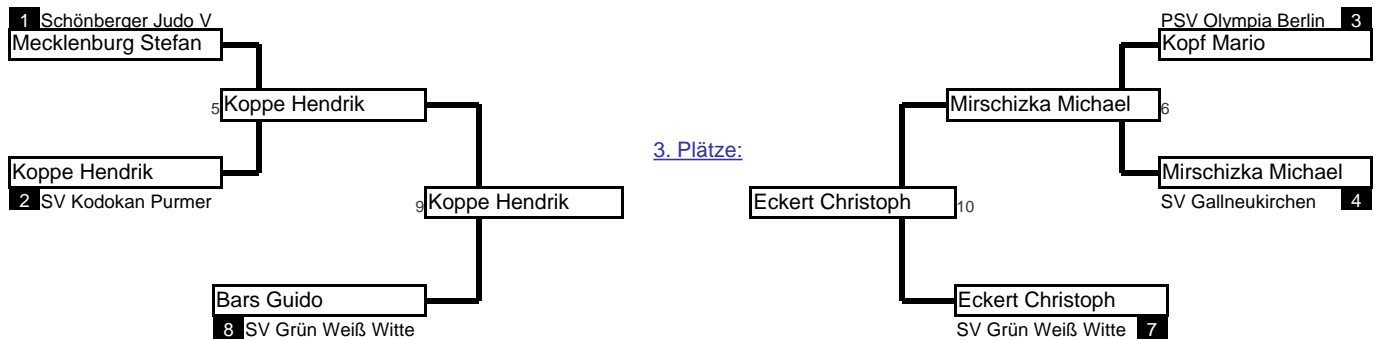 1 Schönberger Judo V
Mecklenburg Stefan
5 Koppe Hendrik
Koppe Hendrik
2 SV Kodokan Purmer
9 Koppe Hendrik
Bars Guido
8 SV Grün Weiß Witte
3. Plätze:
PSV Olympia Berlin 3
Kopf Mario
Mirschizka Michael 6
Mirschizka Michael
SV Gallneukirchen 4
Eckert Christoph 10
Eckert Christoph
SV Grün Weiß Witte 7